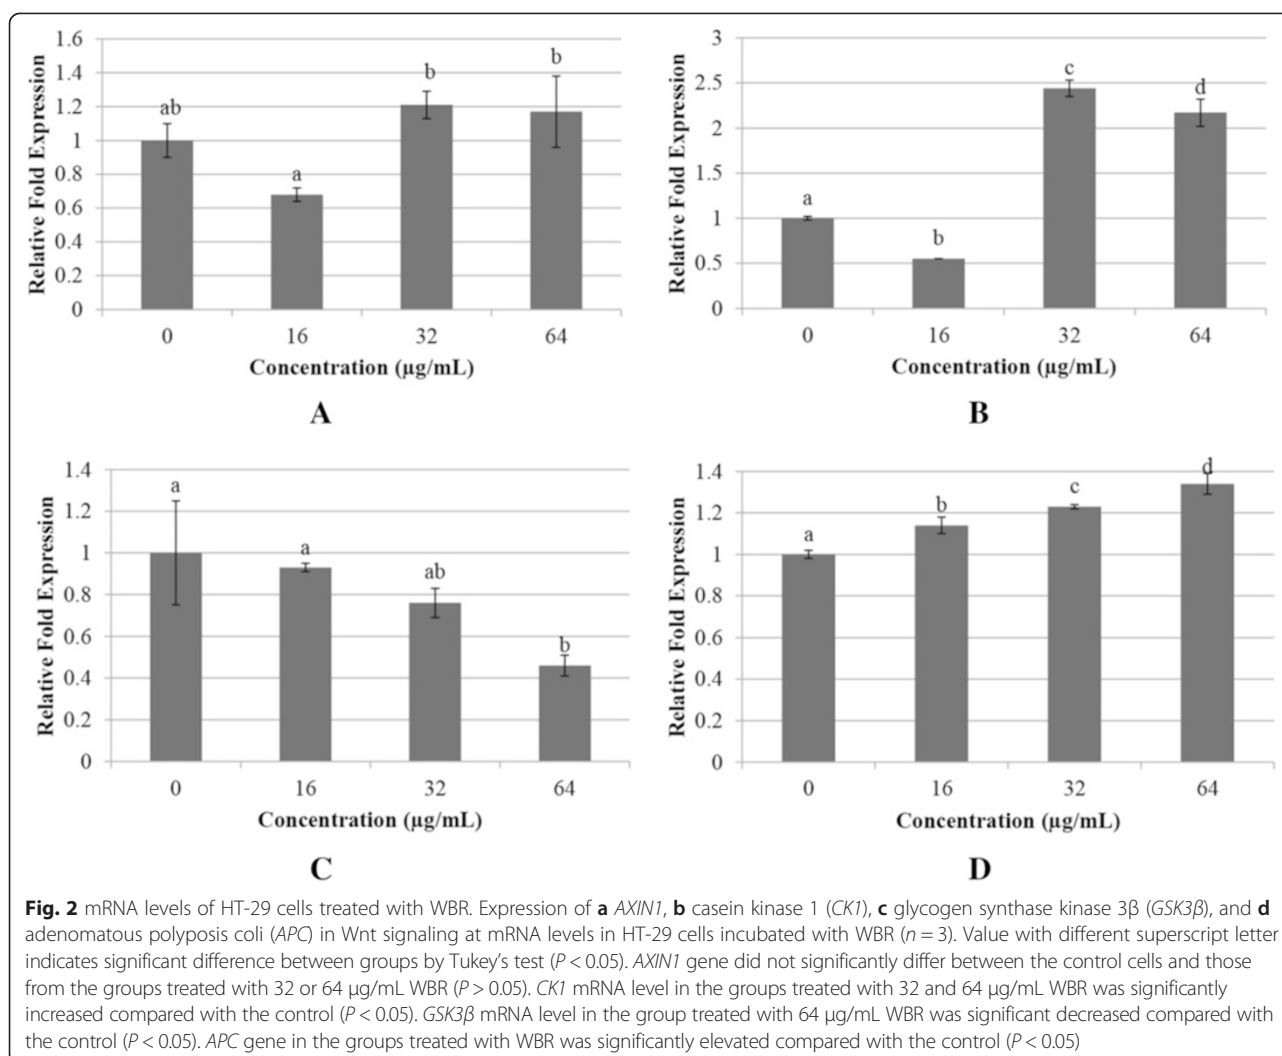 1.6
1.4
1.2
1
0.8
0.6
0.4
0.2
0
Relative Fold Expression
ab
a
b
b
0 16 32 64
Concentration (µg/mL)
A
3
2.5
2
1.5
1
0.5
0
Relative Fold Expression
a
b
c
d
0 16 32 64
Concentration (µg/mL)
B
1.4
1.2
1
0.8
0.6
0.4
0.2
0
Relative Fold Expression
a
a
ab
b
0 16 32 64
Concentration (µg/mL)
C
1.4
1.2
1
0.8
0.6
0.4
0.2
0
Relative Fold Expression
a
b
c
d
0 16 32 64
Concentration (µg/mL)
D
Fig. 2 mRNA levels of HT-29 cells treated with WBR. Expression of a AXIN1, b casein kinase 1 (CK1), c glycogen synthase kinase 3β (GSK3β), and d
adenomatous polyposis coli (APC) in Wnt signaling at mRNA levels in HT-29 cells incubated with WBR (n = 3). Value with different superscript letter
indicates significant difference between groups by Tukey's test (P < 0.05). AXIN1 gene did not significantly differ between the control cells and those
from the groups treated with 32 or 64 µg/mL WBR (P > 0.05). CK1 mRNA level in the groups treated with 32 and 64 µg/mL WBR was significantly
increased compared with the control (P < 0.05). GSK3β mRNA level in the group treated with 64 µg/mL WBR was significant decreased compared with
the control (P < 0.05). APC gene in the groups treated with WBR was significantly elevated compared with the control (P < 0.05)